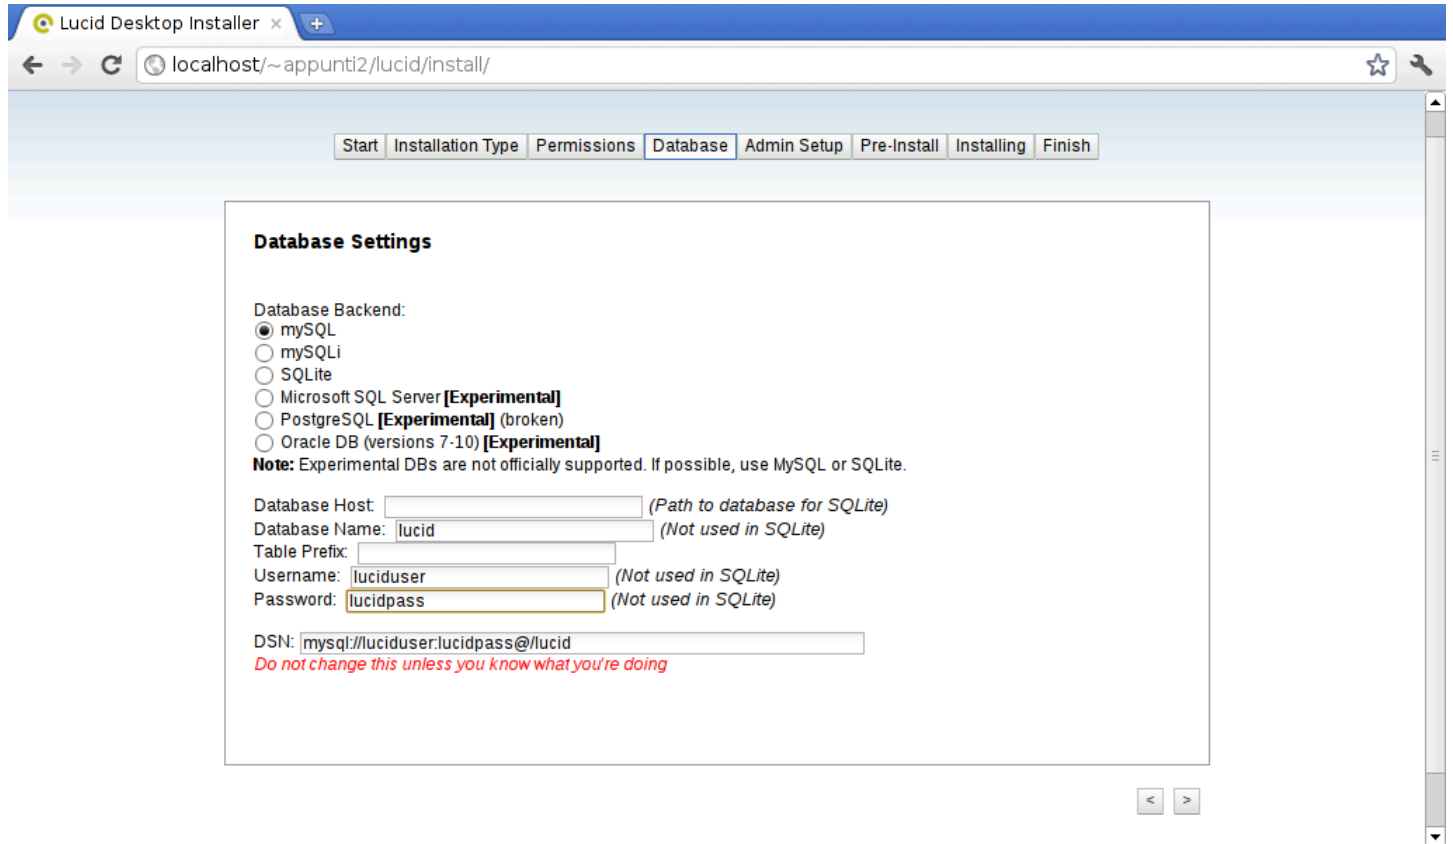 Lucid Desktop Installer
localhost/~appunti2/lucid/install/
Start Installation Type Permissions Database Admin Setup Pre-Install Installing Finish
Database Settings
Database Backend:
mySQL
mySQLi
SQLite
Microsoft SQL Server [Experimental]
PostgreSQL [Experimental] (broken)
Oracle DB (versions 7-10) [Experimental]
Note: Experimental DBs are not officially supported. If possible, use MySQL or SQLite.
Database Host: (Path to database for SQLite)
Database Name: lucid (Not used in SQLite)
Table Prefix:
Username: luciduser (Not used in SQLite)
Password: lucidpass (Not used in SQLite)
DSN: mysql://luciduser:lucidpass@/lucid
Do not change this unless you know what you're doing
< >